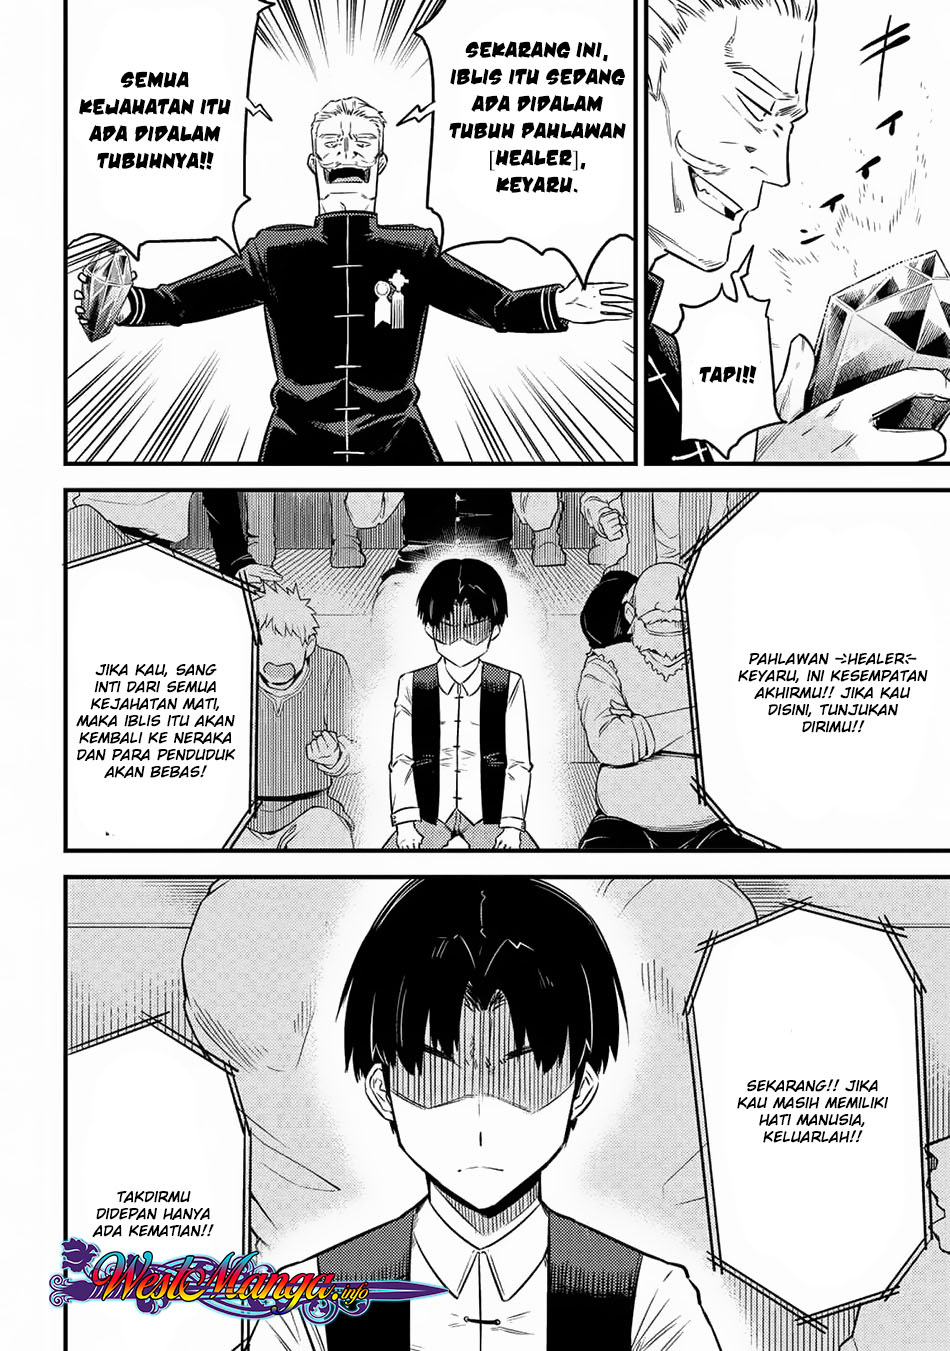 TAPI!!
SEKARANG INI,
IBLIS ITU SEDANG
ADA DIDALAM
TUBUH PAHLAWAN
[HEALER],
KEYARU.
SEMUA
KEJAHATAN ITU
ADA DIDALAM
TUBUHNYA!!
PAHLAWAN -HEALER-
KEYARU, INI KESEMPATAN
AKHIRMU!! JIKA KAU
DISINI, TUNJUKAN
DIRIMU!!
JIKA KAU, SANG
INTI DARI SEMUA
KEJAHATAN MATI,
MAKA IBLIS ITU AKAN
KEMBALI KE NERAKA
DAN PARA PENDUDUK
AKAN BEBAS!
SEKARANG!! JIKA
KAU MASIH MEMILIKI
HATI MANUSIA,
KELUARLAH!!
TAKDIRMU
DIDEPAN HANYA
ADA KEMATIAN!!
WestManga.info